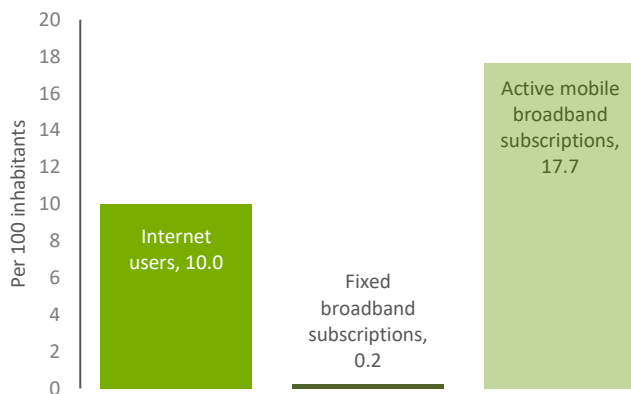 Per 100 inhabitants
20
18
16
14
12
10
8
6
4
2
0
Internet
users, 10.0
Fixed
broadband
subscriptions,
0.2
Active mobile
broadband
subscriptions,
17.7